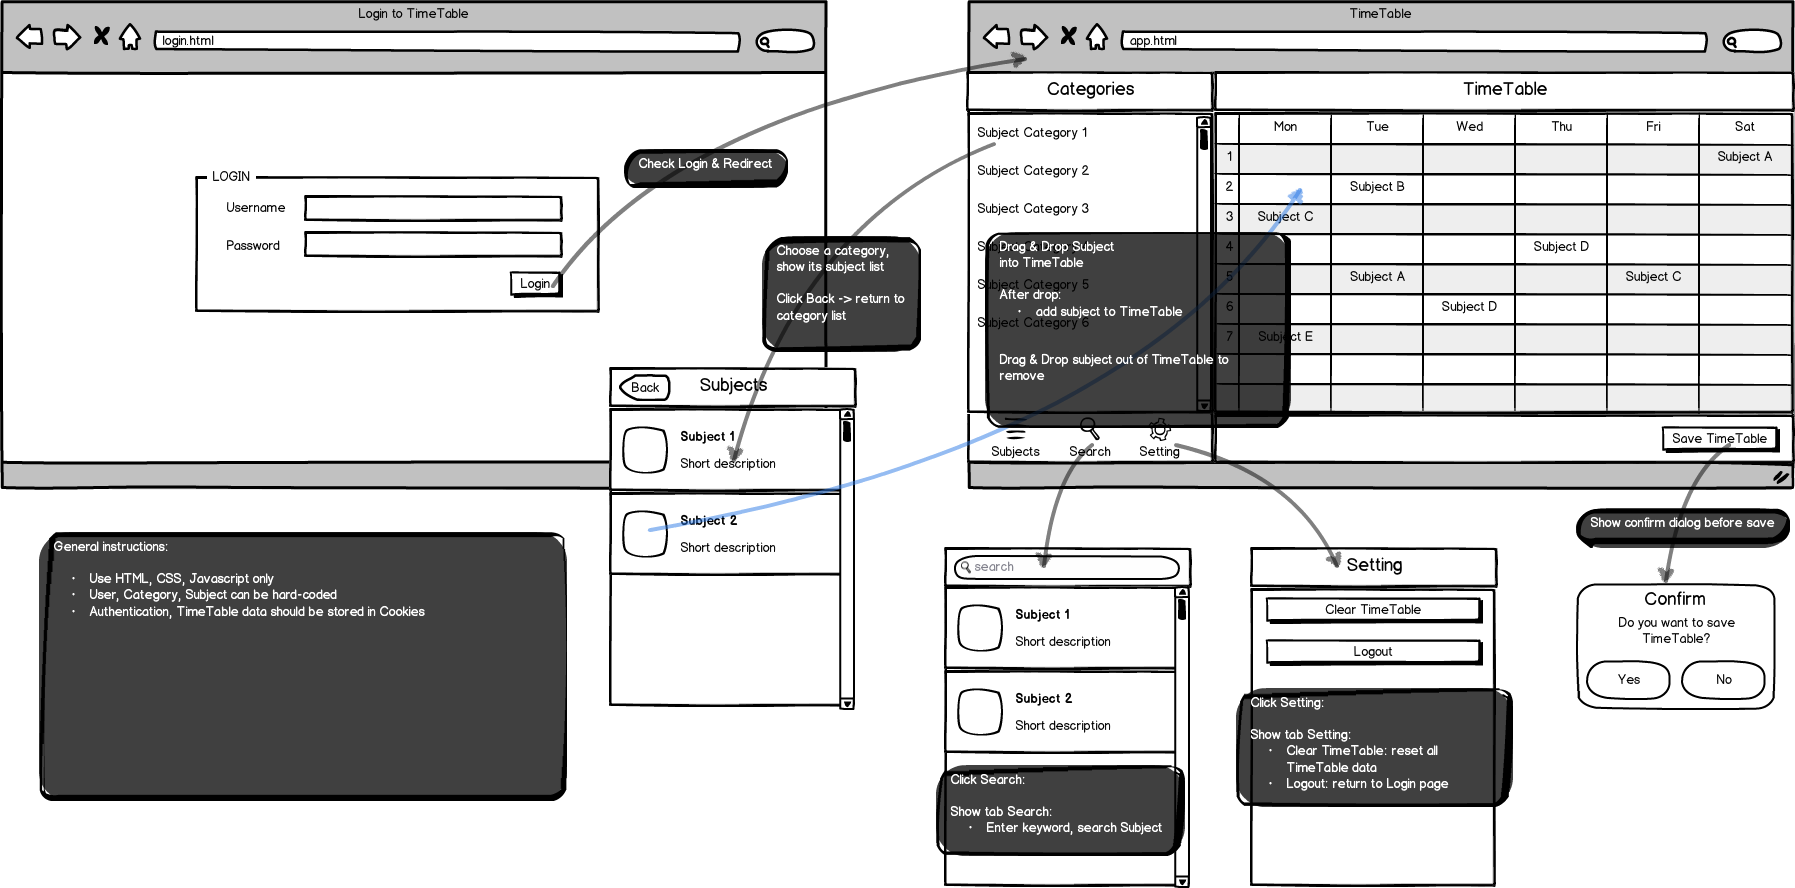 Login to TimeTable
login.html
LOGIN
Username
Password
Login
Check Login & Redirect
Choose a category,
show its subject list
Click Back -> return to
category list
Back
Subjects
Subject 1
Short description
Subject 2
Short description
General instructions:
· Use HTML, CSS, Javascript only
· User, Category, Subject can be hard-coded
· Authentication, TimeTable data should be stored in Cookies
TimeTable
app.html
Categories
Subject Category 1
Subject Category 2
Subject Category 3
Subject Category 5
Subject Category 6
Drag & Drop Subject
into TimeTable
After drop:
· add subject to TimeTable
Drag & Drop subject out of TimeTable to
remove
Subjects
Search
Setting
TimeTable
Mon Tue Wed Thu Fri Sat
1 Subject A
2 Subject B
3 Subject C
4 Subject D
5 Subject A Subject C
6 Subject D
7 Subject E
Save TimeTable
search
Subject 1
Short description
Subject 2
Short description
Click Search:
Show tab Search:
· Enter keyword, search Subject
Setting
Clear TimeTable
Logout
Click Setting:
Show tab Setting:
· Clear TimeTable: reset all
TimeTable data
· Logout: return to Login page
Show confirm dialog before save
Confirm
Do you want to save
TimeTable?
Yes
No